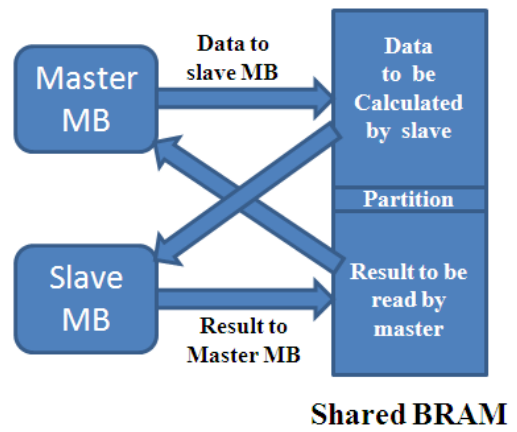 Data to
slave MB
Master
MB
Data
to be
Calculated
by slave
Partition
Slave
MB
Result to be
read by
master
Result to
Master MB
Shared BRAM